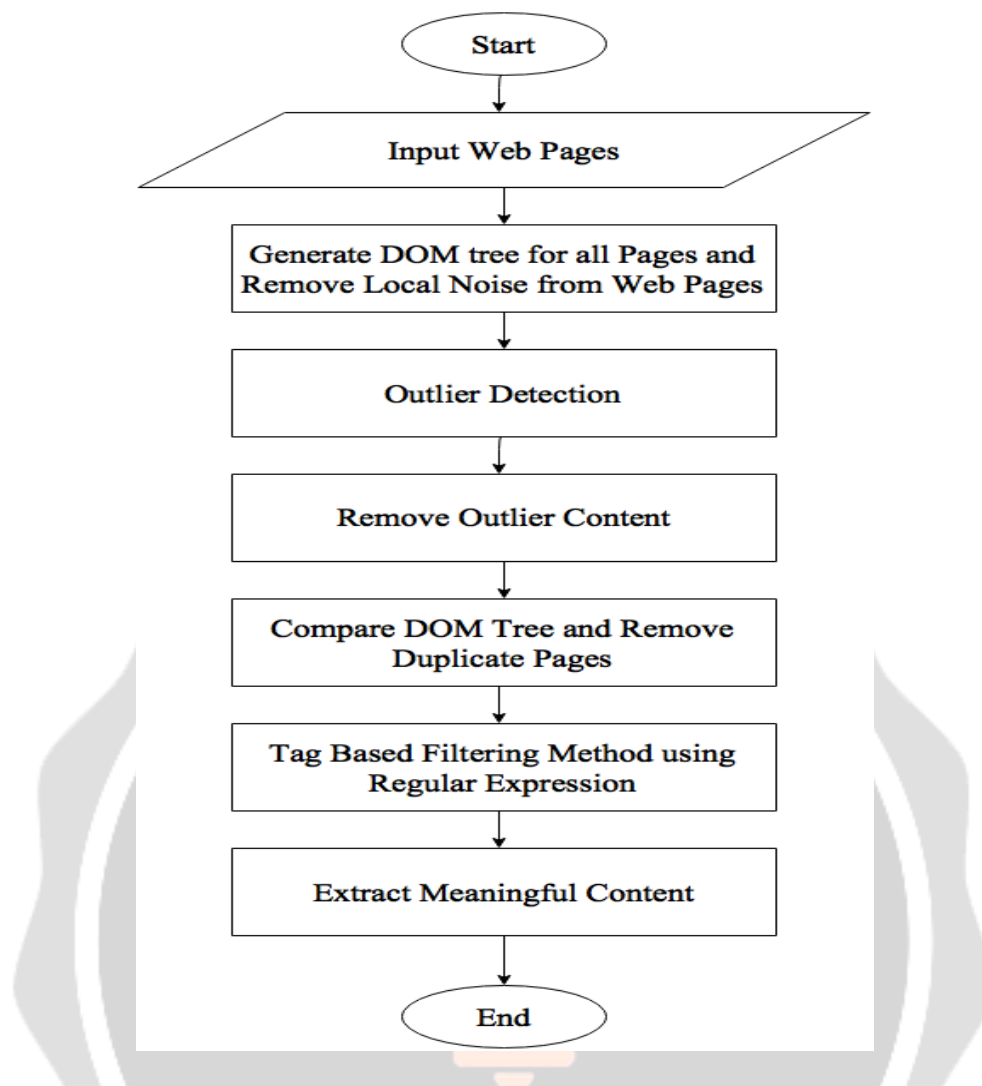 Start
Input Web Pages
Generate DOM tree for all Pages and
Remove Local Noise from Web Pages
Outlier Detection
Remove Outlier Content
Compare DOM Tree and Remove
Duplicate Pages
Tag Based Filtering Method using
Regular Expression
Extract Meaningful Content
End